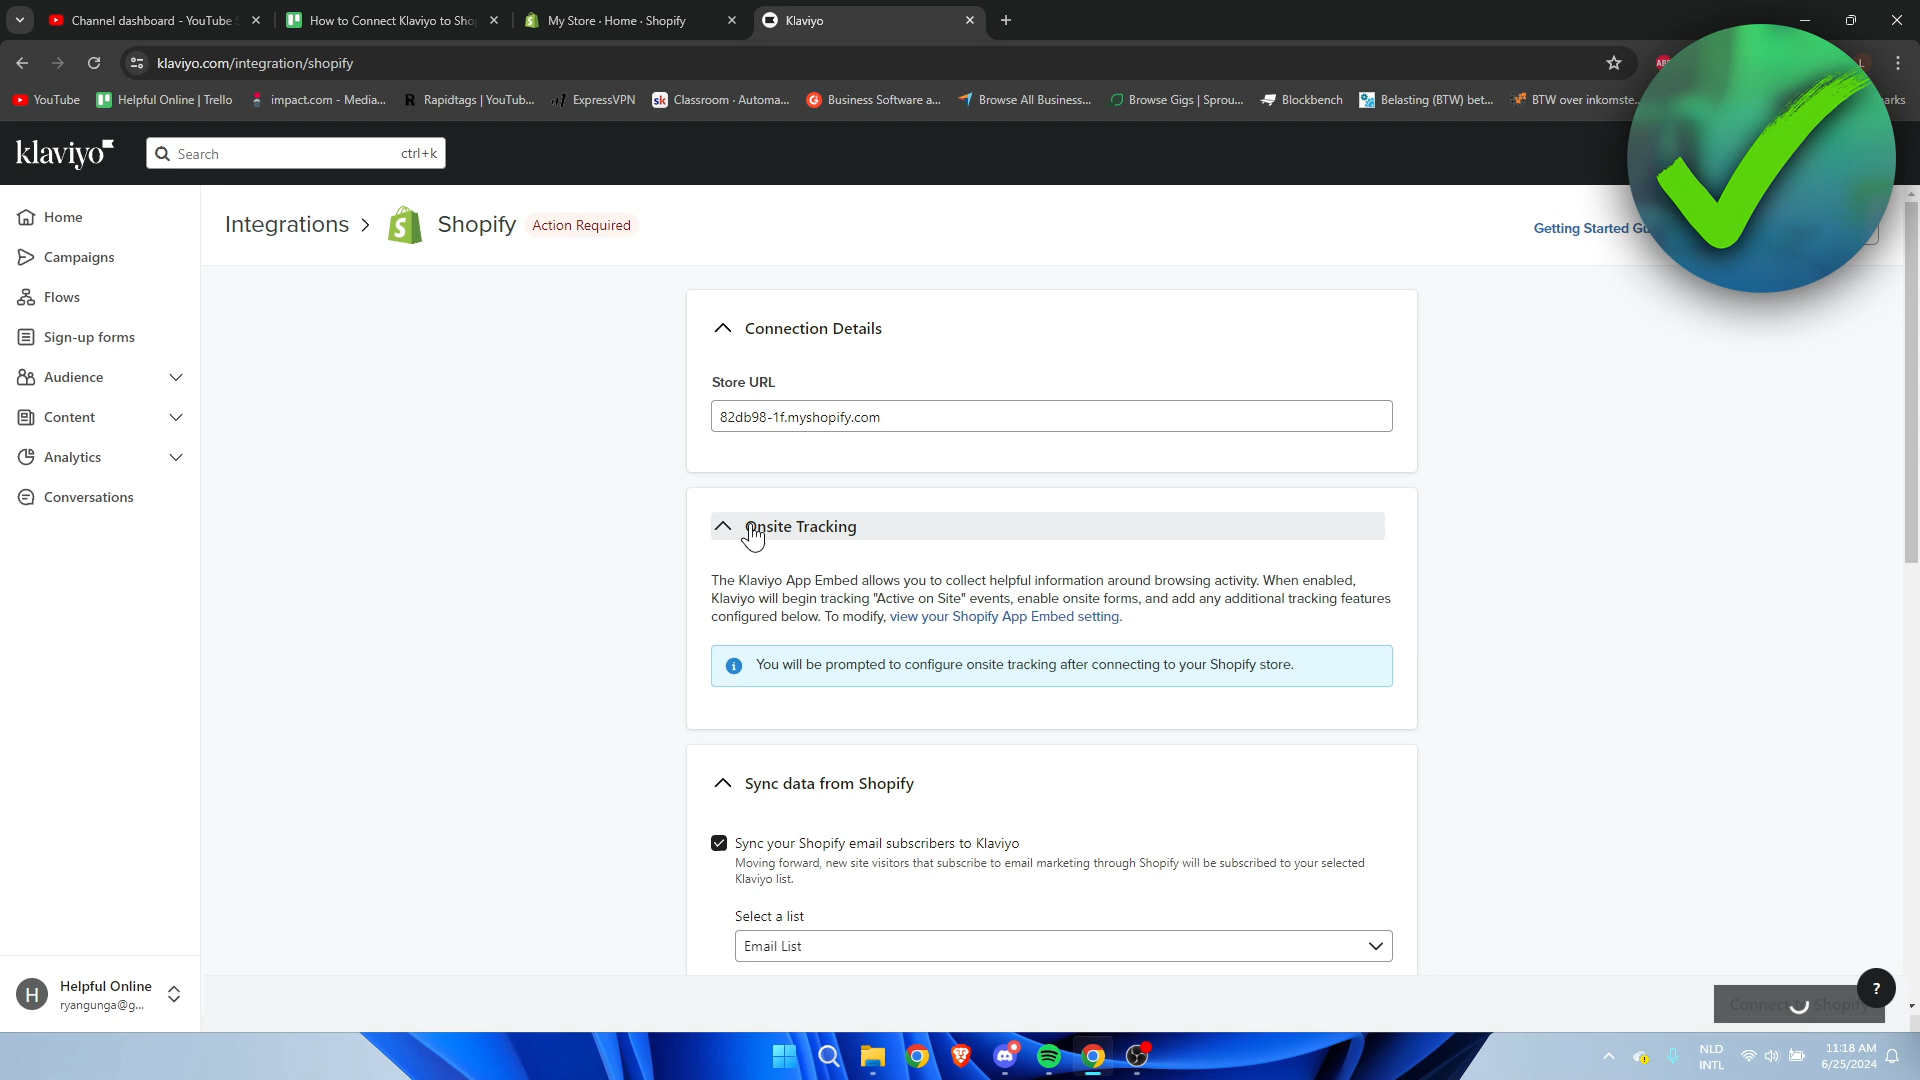 Channel dashboard - YouTube
How to Connect Klaviyo to Sho
My Store · Home · Shopify
Klaviyo
klaviyo.com/integration/shopify
YouTube
Helpful Online | Trello
impact.com - Media...
Rapidtags | YouTub...
ExpressVPN
Classroom · Automa...
Business Software a...
Browse All Business...
Browse Gigs | Sprou...
Blockbench
Belasting (BTW) bet...
BTW over inkomste...
klaviyo
Search
ctrl+k
Home
Campaigns
Flows
Sign-up forms
Audience
Content
Analytics
Conversations
Integrations > Shopify
Action Required
Getting Started Gu
Connection Details
Store URL
82db98-1f.myshopify.com
Onsite Tracking
The Klaviyo App Embed allows you to collect helpful information around browsing activity. When enabled,
Klaviyo will begin tracking "Active on Site" events, enable onsite forms, and add any additional tracking features
configured below. To modify, view your Shopify App Embed setting.
You will be prompted to configure onsite tracking after connecting to your Shopify store.
Sync data from Shopify
Sync your Shopify email subscribers to Klaviyo
Moving forward, new site visitors that subscribe to email marketing through Shopify will be subscribed to your selected
Klaviyo list.
Select a list
Email List
H
Helpful Online
ryangunga@g...
Connect to Shopify
?
NLD
INTL
11:18 AM
6/25/2024